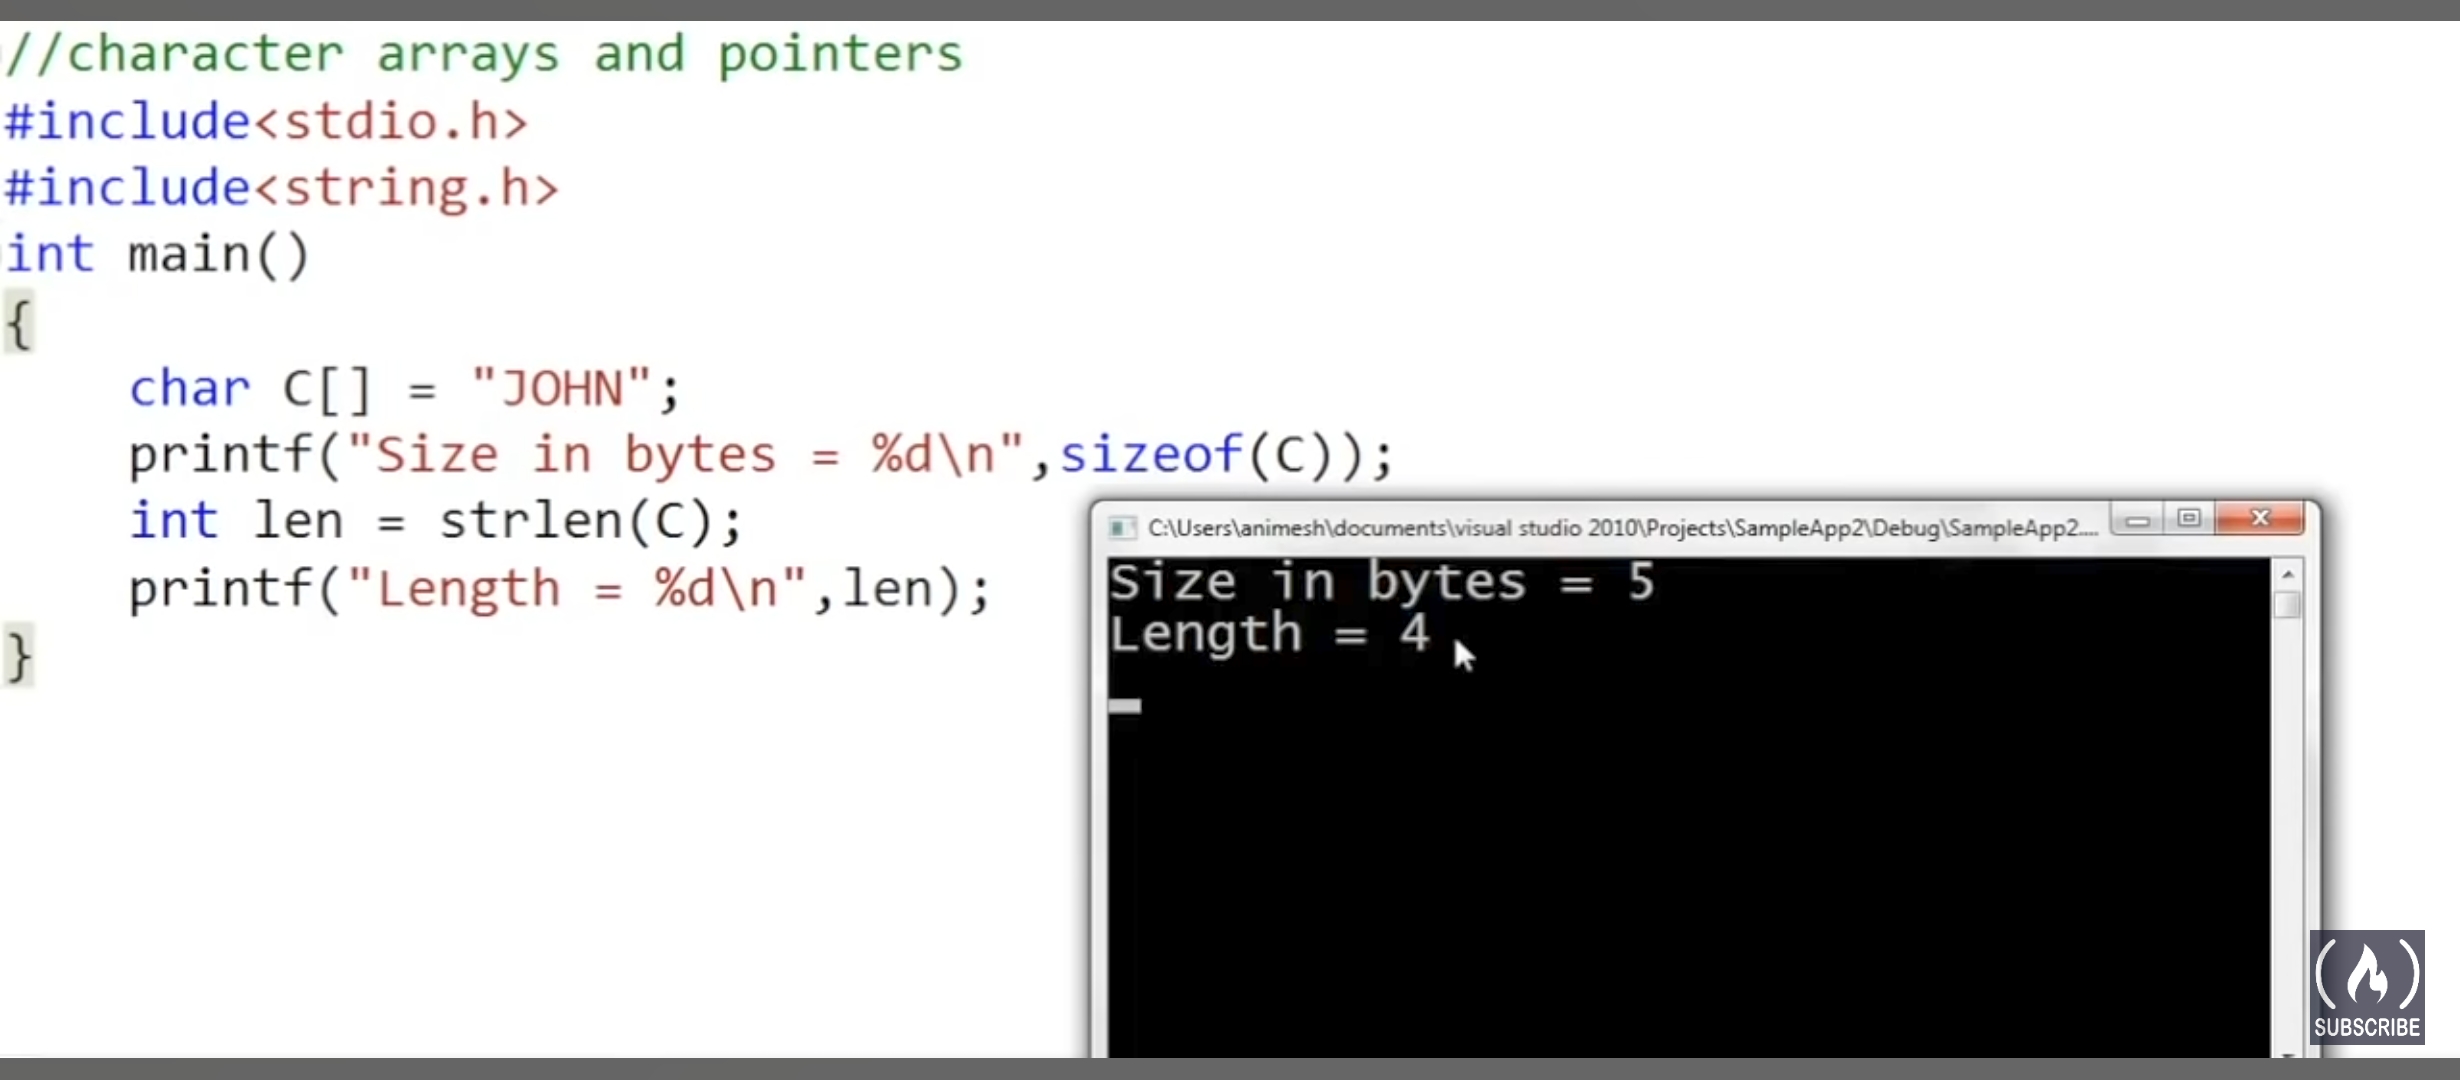 //character arrays and pointers
#include<stdio.h>
#include<string.h>
int main()
{
char C[] = "JOHN";
printf("Size in bytes = %d\n",sizeof(C));
int len = strlen(C);
printf("Length = %d\n",len);
}
C:\Users\animesh\documents\visual studio 2010\Projects\SampleApp2\Debug\SampleApp2....
Size in bytes = 5
Length = 4
SUBSCRIBE